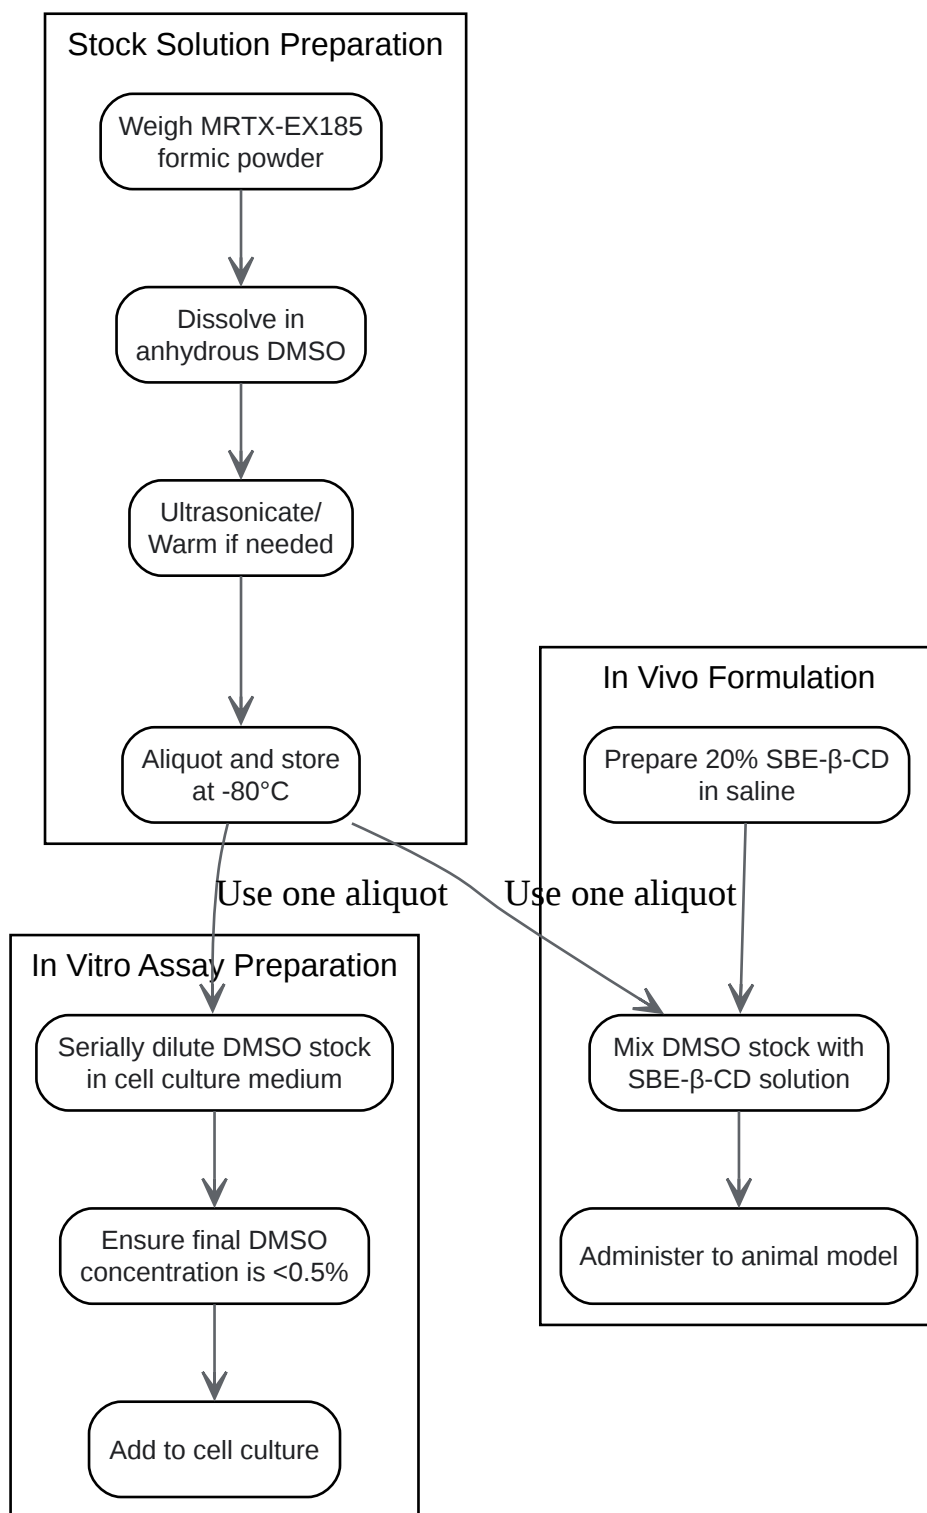 Stock Solution Preparation
Weigh MRTX-EX185
formic powder
Dissolve in
anhydrous DMSO
Ultrasonicate/
Warm if needed
Aliquot and store
at -80°C
Use one aliquot
Use one aliquot
In Vitro Assay Preparation
Serially dilute DMSO stock
in cell culture medium
Ensure final DMSO
concentration is <0.5%
Add to cell culture
In Vivo Formulation
Prepare 20% SBE-β-CD
in saline
Mix DMSO stock with
SBE-β-CD solution
Administer to animal model